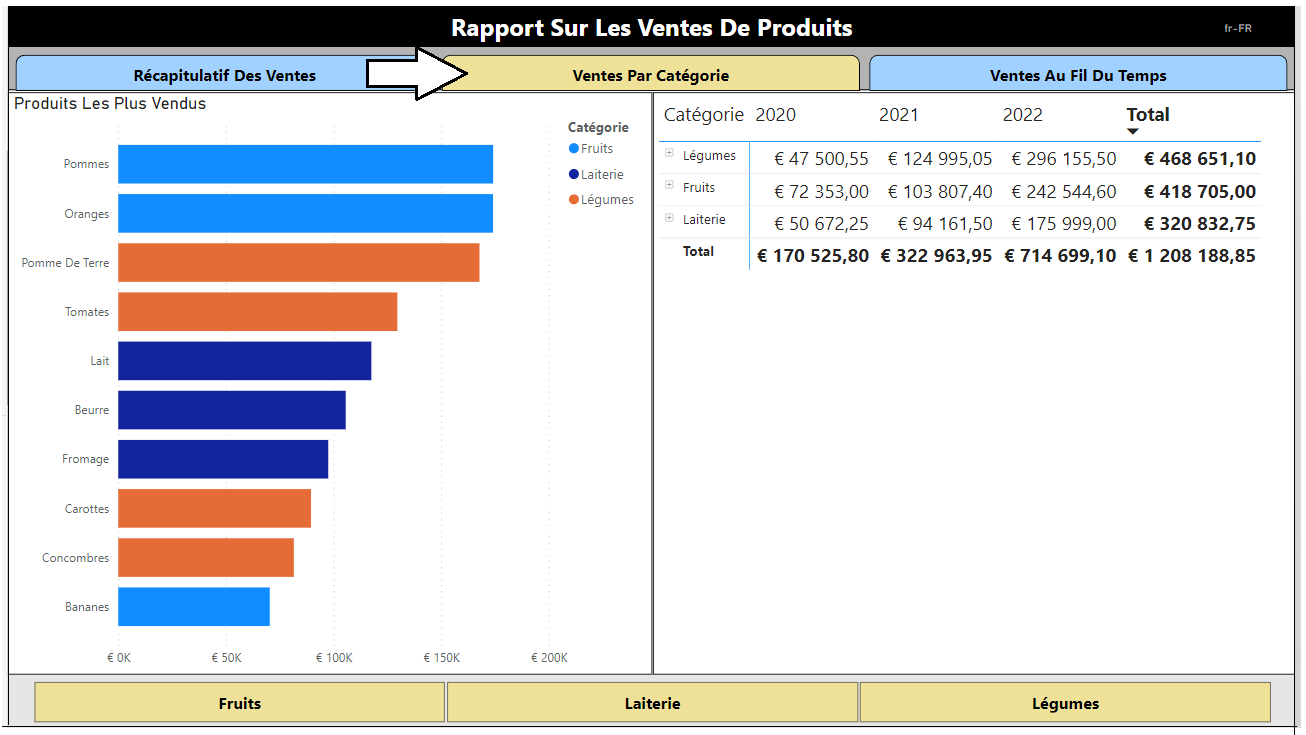 Rapport Sur Les Ventes De Produits
fr-FR
Récapitulatif Des Ventes
Ventes Par Catégorie
Ventes Au Fil Du Temps
Produits Les Plus Vendus
Catégorie
Fruits
Laiterie
Légumes
Pommes
Oranges
Pomme De Terre
Tomates
Lait
Beurre
Fromage
Carottes
Concombres
Bananes
€ 0K € 50K € 100K € 150K € 200K
Catégorie 2020 2021 2022 Total
Légumes € 47 500,55 € 124 995,05 € 296 155,50 € 468 651,10
Fruits € 72 353,00 € 103 807,40 € 242 544,60 € 418 705,00
Laiterie € 50 672,25 € 94 161,50 € 175 999,00 € 320 832,75
Total € 170 525,80 € 322 963,95 € 714 699,10 € 1 208 188,85
Fruits
Laiterie
Légumes